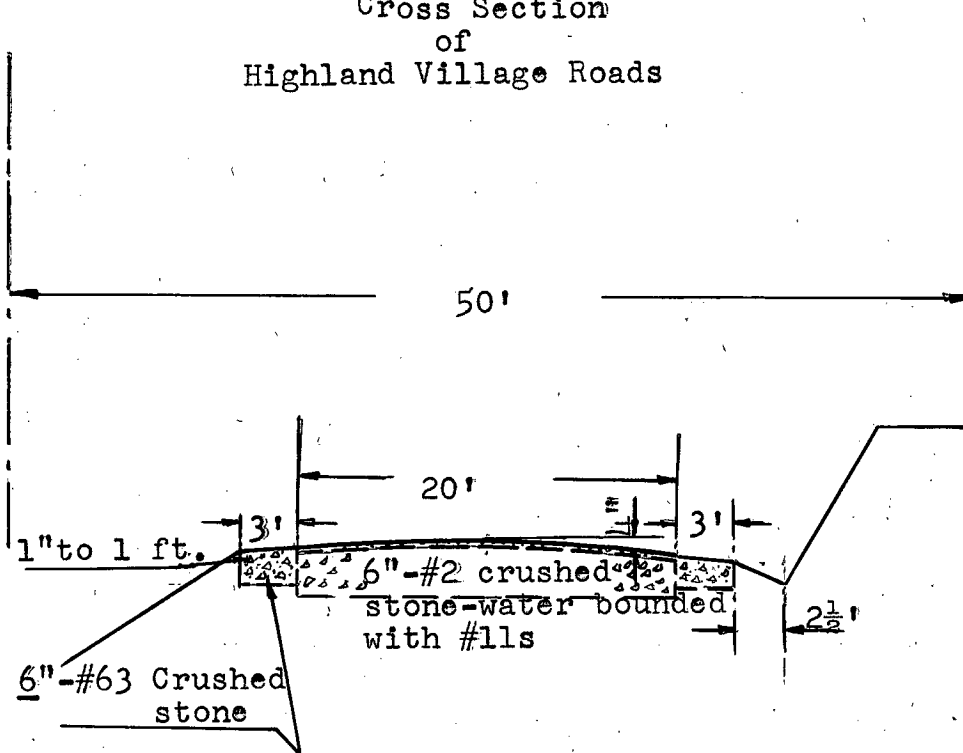 Cross Section
of
Highland Village Roads
50'
20'
3'
3'
1"to 1 ft.
6"-#2 crushed
stone-water bounded
with #11s
2½'
6"-#63 Crushed
stone